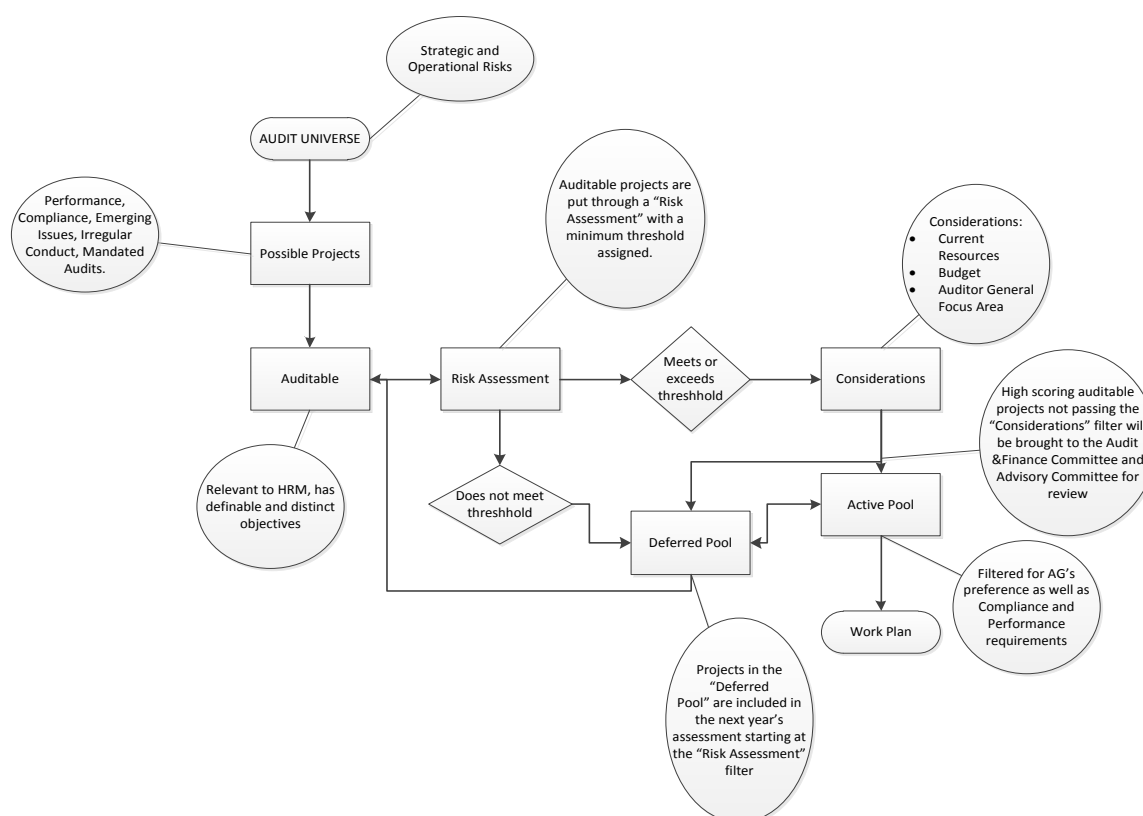 Strategic and
Operational Risks
AUDIT UNIVERSE
Performance,
Compliance, Emerging
Issues, Irregular
Conduct, Mandated
Audits.
Possible Projects
Auditable projects are
put through a “Risk
Assessment” with a
minimum threshold
assigned.
Considerations:
• Current
Resources
• Budget
• Auditor General
Focus Area
Auditable
Risk Assessment
Meets or
exceeds
threshhold
Considerations
High scoring auditable
projects not passing the
“Considerations” filter will
be brought to the Audit
&Finance Committee and
Advisory Committee for
review
Relevant to HRM, has
definable and distinct
objectives
Does not meet
threshhold
Deferred Pool
Active Pool
Filtered for AG’s
preference as well as
Compliance and
Performance
requirements
Work Plan
Projects in the
“Deferred
Pool” are included in
the next year’s
assessment starting at
the “Risk Assessment”
filter